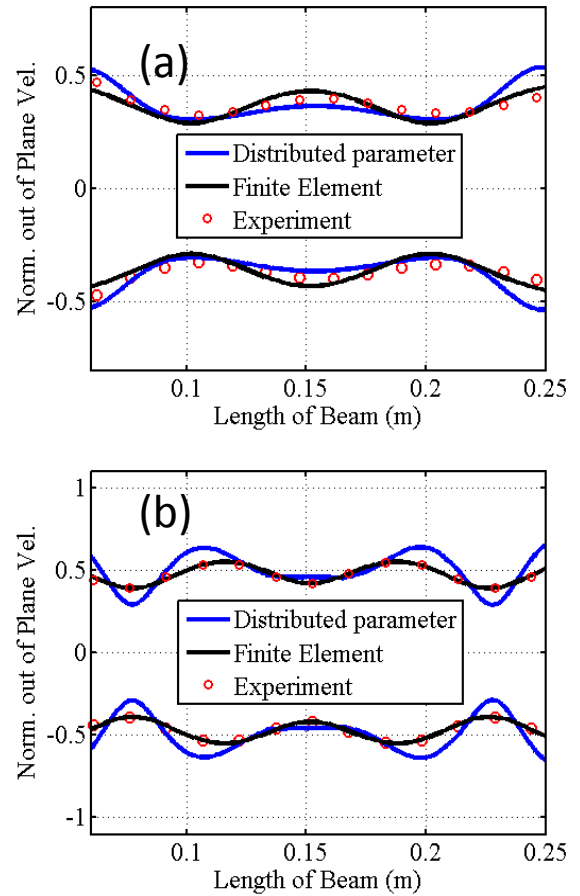 (a)
Norm. out of Plane Vel.
0.5
0
-0.5
Distributed parameter
Finite Element
Experiment
0.1 0.15 0.2 0.25
Length of Beam (m)
(b)
Norm. out of Plane Vel.
1
0.5
0
-0.5
-1
Distributed parameter
Finite Element
Experiment
0.1 0.15 0.2 0.25
Length of Beam (m)